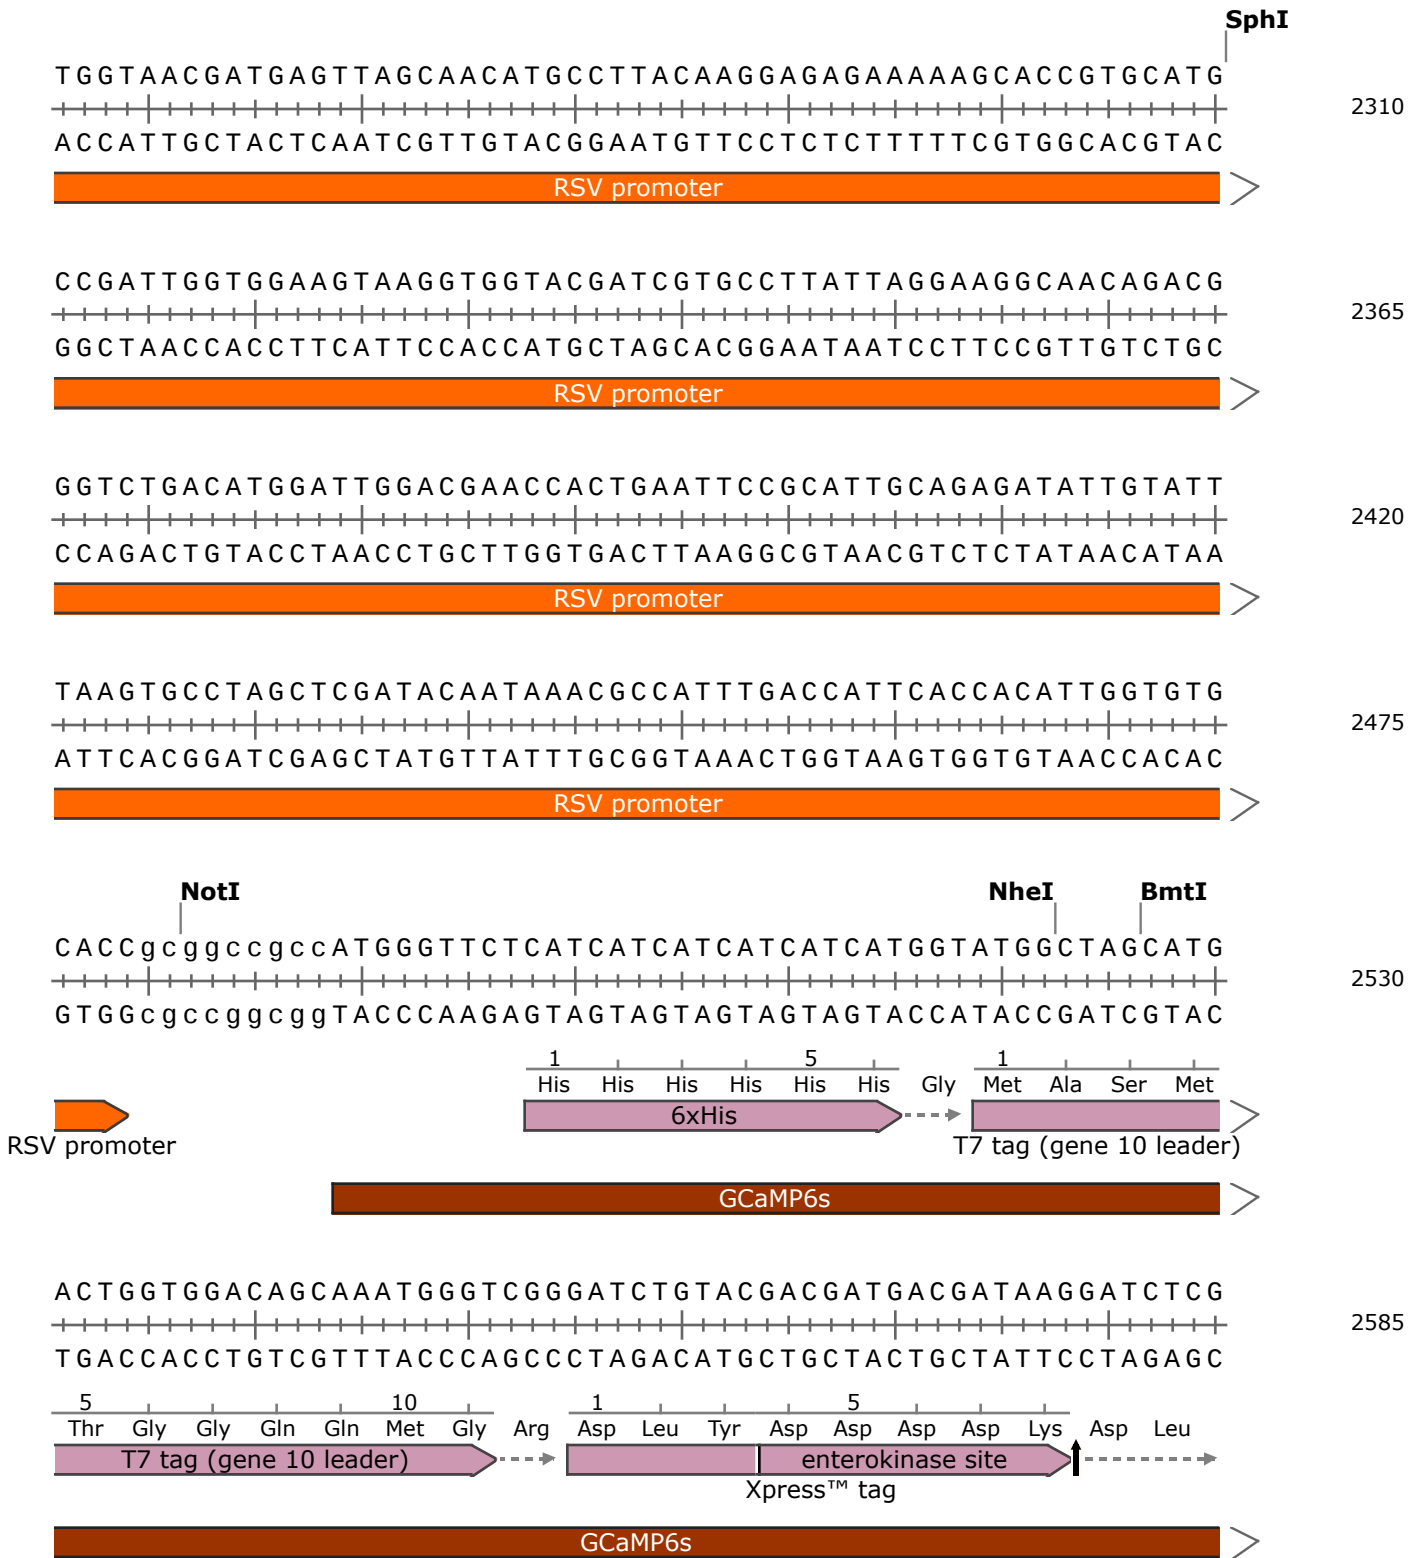 SphI
TGGTAACGATGAGTTAGCAACATGCCTTACAAGGAGAGAAAAAGCACCGTGCATG
2310
ACCATTGCTACTCAATCGTTGTACGGAATGTTCCTCTCTTTTTCGTGGCACGTAC
RSV promoter
CCGATTGGTGGAAGTAAGGTGGTACGATCGTGCCTTATTAGGAAGGCAACAGACG
2365
GGCTAACCACCTTCATTCCACCATGCTAGCACGGAATAATCCTTCCGTTGTCTGC
RSV promoter
GGTCTGACATGGATTGGACGAACCACTGAATTCCGCATTGCAGAGATATTGTATT
2420
CCAGACTGTACCTAACCTGCTTGGTGACTTAAGGCGTAACGTCTCTATAACATAA
RSV promoter
TAAGTGCCTAGCTCGATACAATAAACGCCATTTGACCATTCACCACATTGGTGTG
2475
ATTCACGGATCGAGCTATGTTATTTGCGGTAAACTGGTAAGTGGTGTAACCACAC
RSV promoter
NotI NheI BmtI
CACCgcggccgccATGGGTTCTCATCATCATCATCATCATGGTATGGCTAGCATG
2530
GTGGcgccggcggTACCCAAGAGTAGTAGTAGTAGTAGTACCATACCGATCGTAC
1 5 1
His His His His His His Gly Met Ala Ser Met
6xHis
RSV promoter T7 tag (gene 10 leader)
GCaMP6s
ACTGGTGGACAGCAAATGGGTCGGGATCTGTACGACGATGACGATAAGGATCTCG
2585
TGACCACCTGTCGTTTACCCAGCCCTAGACATGCTGCTACTGCTATTCCTAGAGC
5 10 1 5
Thr Gly Gly Gln Gln Met Gly Arg Asp Leu Tyr Asp Asp Asp Asp Lys Asp Leu
T7 tag (gene 10 leader) enterokinase site
Xpress™ tag
GCaMP6s